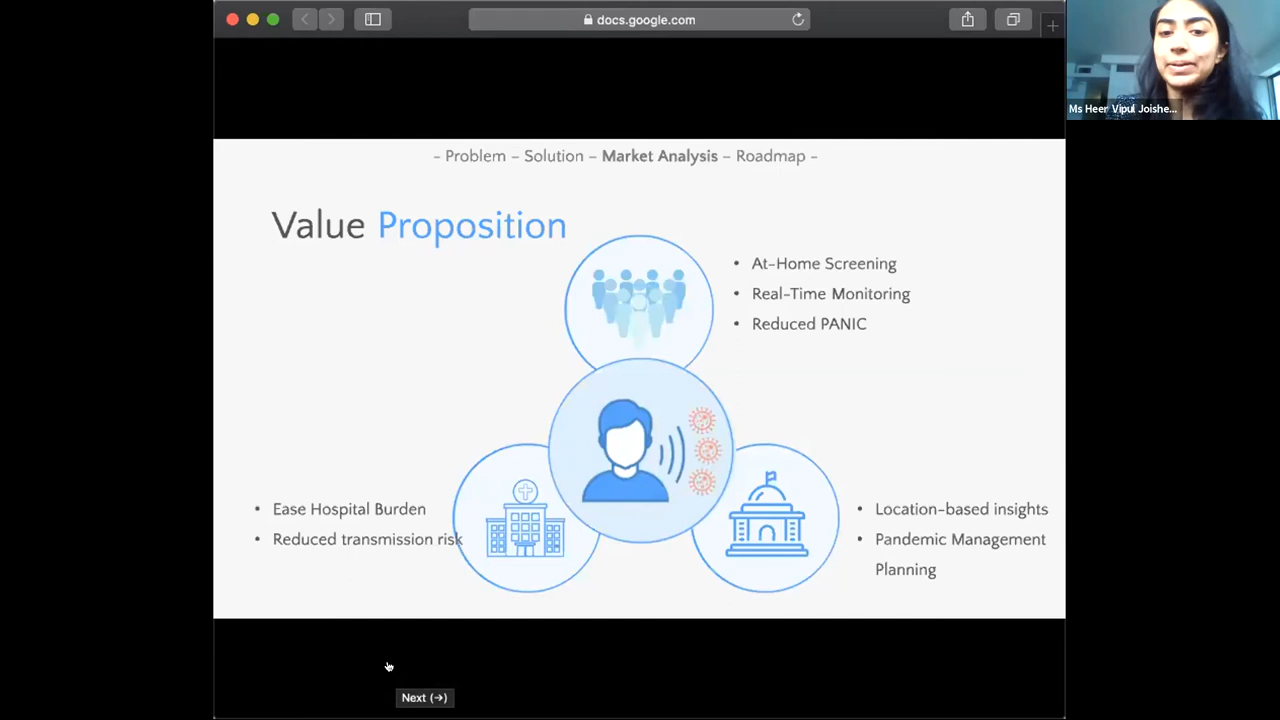 docs.google.com
Ms Heer Vipul Joishe...
– Problem – Solution – Market Analysis – Roadmap –
Value Proposition
• At-Home Screening
• Real-Time Monitoring
• Reduced PANIC
• Ease Hospital Burden
• Reduced transmission risk
• Location-based insights
• Pandemic Management
Planning
Next (→)